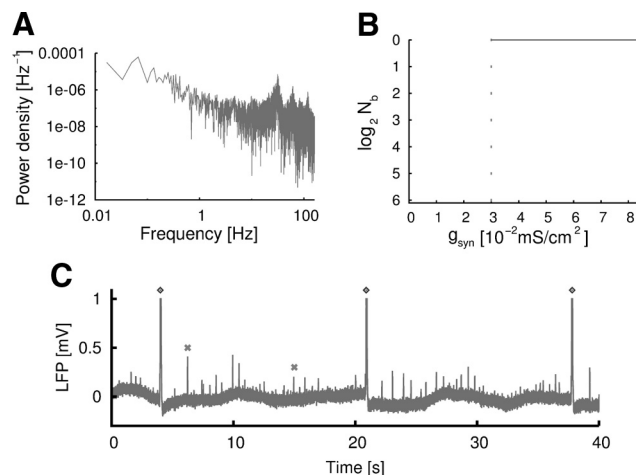 A
Power density [Hz⁻¹]
0.0001
1e-06
1e-08
1e-10
1e-12
0.01
1
100
Frequency [Hz]
B
log₂ N_b
0
1
2
3
4
5
6
0 1 2 3 4 5 6 7 8
g_syn [10⁻²mS/cm²]
C
LFP [mV]
1
0.5
0
0 10 20 30 40
Time [s]